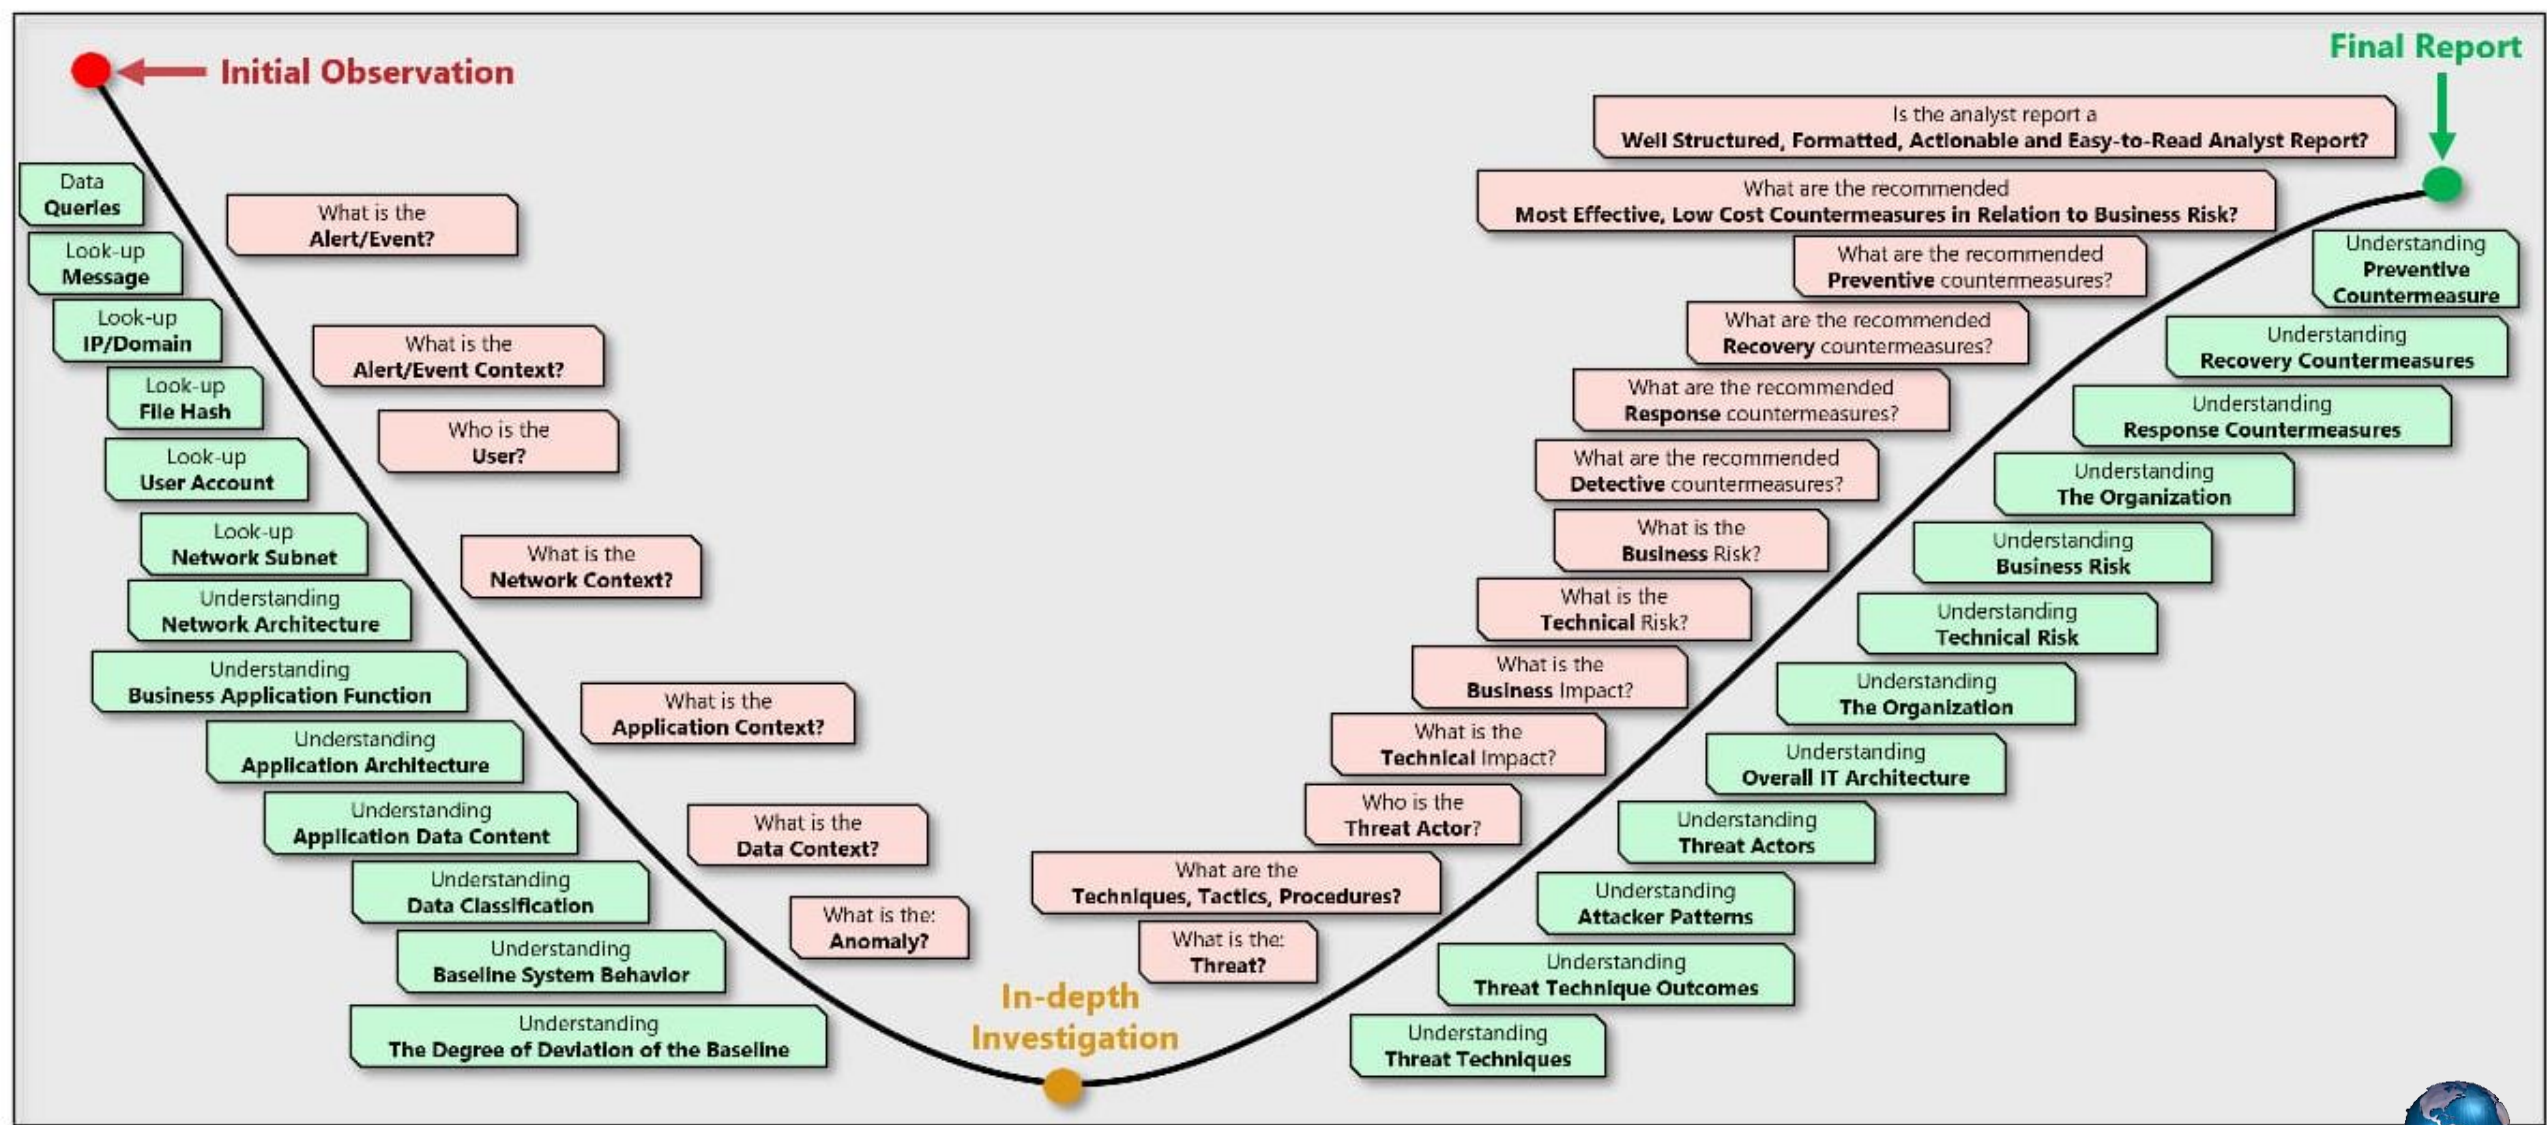 Initial Observation
Final Report
Data
Queries
Look-up
Message
Look-up
IP/Domain
Look-up
File Hash
Look-up
User Account
Look-up
Network Subnet
Understanding
Network Architecture
Understanding
Business Application Function
Understanding
Application Architecture
Understanding
Application Data Content
Understanding
Data Classification
Understanding
Baseline System Behavior
Understanding
The Degree of Deviation of the Baseline
What is the
Alert/Event?
What is the
Alert/Event Context?
Who is the
User?
What is the
Network Context?
What is the
Application Context?
What is the
Data Context?
What is the:
Anomaly?
In-depth
Investigation
Is the analyst report a
Well Structured, Formatted, Actionable and Easy-to-Read Analyst Report?
What are the recommended
Most Effective, Low Cost Countermeasures in Relation to Business Risk?
What are the recommended
Preventive countermeasures?
What are the recommended
Recovery countermeasures?
What are the recommended
Response countermeasures?
What are the recommended
Detective countermeasures?
What is the
Business Risk?
What is the
Technical Risk?
What is the
Business Impact?
What is the
Technical Impact?
Who is the
Threat Actor?
What are the
Techniques, Tactics, Procedures?
What is the:
Threat?
Understanding
Preventive
Countermeasure
Understanding
Recovery Countermeasures
Understanding
Response Countermeasures
Understanding
The Organization
Understanding
Business Risk
Understanding
Technical Risk
Understanding
The Organization
Understanding
Overall IT Architecture
Understanding
Threat Actors
Understanding
Attacker Patterns
Understanding
Threat Technique Outcomes
Understanding
Threat Techniques